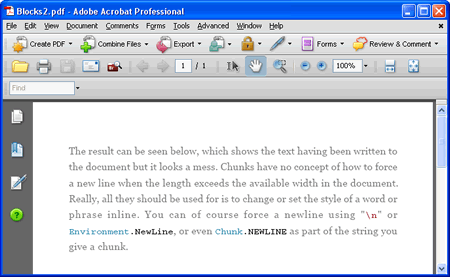 Blocks2.pdf - Adobe Acrobat Professional
File Edit View Document Comments Forms Tools Advanced Window Help
Create PDF Combine Files Export Forms Review & Comment
1 / 1 100%
Find
The result can be seen below, which shows the text having been written to
the document but it looks a mess. Chunks have no concept of how to force
a new line when the length exceeds the available width in the document.
Really, all they should be used for is to change or set the style of a word or
phrase inline. You can of course force a newline using "\n" or
Environment.NewLine, or even Chunk.NEWLINE as part of the string you
give a chunk.